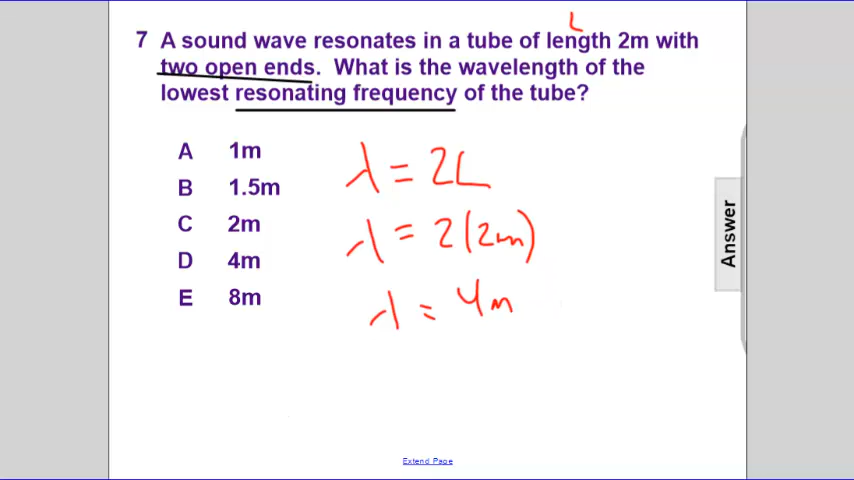 L
7 A sound wave resonates in a tube of length 2m with
two open ends. What is the wavelength of the
lowest resonating frequency of the tube?
A 1m
B 1.5m
C 2m
D 4m
E 8m
λ = 2L
λ = 2(2m)
λ = 4m
Answer
Extend Page